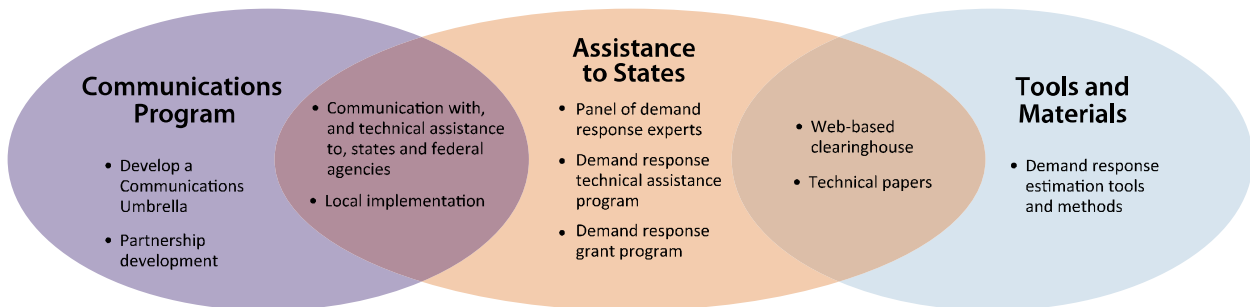 Communications
Program
• Develop a
Communications
Umbrella
• Partnership
development
• Communication with,
and technical assistance
to, states and federal
agencies
• Local implementation
Assistance
to States
• Panel of demand
response experts
• Demand response
technical assistance
program
• Demand response
grant program
• Web-based
clearinghouse
• Technical papers
Tools and
Materials
• Demand response
estimation tools
and methods